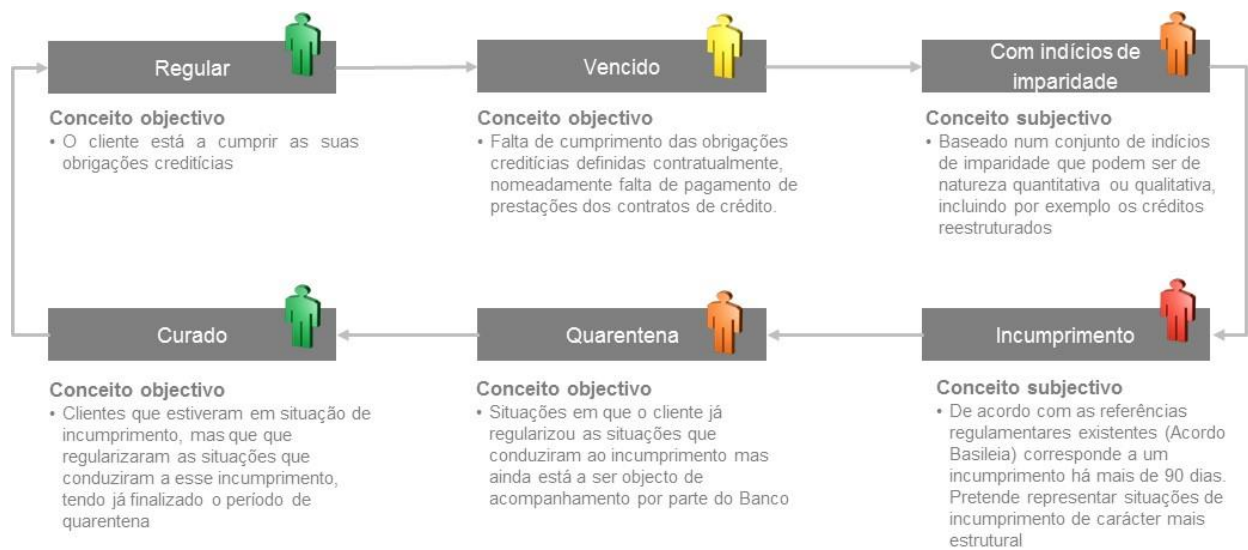 Regular
Conceito objectivo
• O cliente está a cumprir as suas
obrigações creditícias
Vencido
Conceito objectivo
• Falta de cumprimento das obrigações
creditícias definidas contratualmente,
nomeadamente falta de pagamento de
prestações dos contratos de crédito.
Com indícios de
imparidade
Conceito subjectivo
• Baseado num conjunto de indícios
de imparidade que podem ser de
natureza quantitativa ou qualitativa,
incluindo por exemplo os créditos
reestruturados
Curado
Conceito objectivo
• Clientes que estiveram em situação de
incumprimento, mas que que
regularizaram as situações que
conduziram a esse incumprimento,
tendo já finalizado o período de
quarentena
Quarentena
Conceito objectivo
• Situações em que o cliente já
regularizou as situações que
conduziram ao incumprimento mas
ainda está a ser objecto de
acompanhamento por parte do Banco
Incumprimento
Conceito subjectivo
• De acordo com as referências
regulamentares existentes (Acordo
Basileia) corresponde a um
incumprimento há mais de 90 dias.
Pretende representar situações de
incumprimento de carácter mais
estrutural